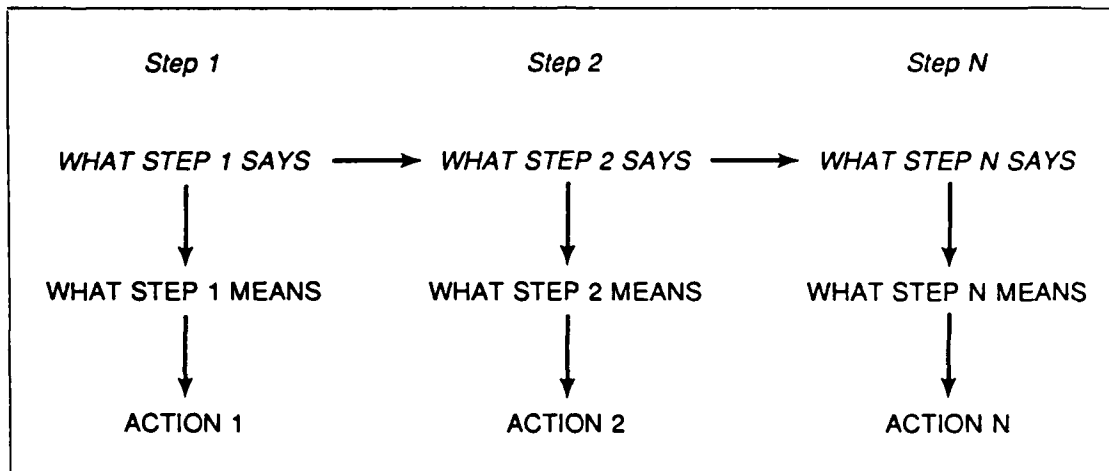 Step 1 Step 2 Step N
WHAT STEP 1 SAYS WHAT STEP 2 SAYS WHAT STEP N SAYS
WHAT STEP 1 MEANS WHAT STEP 2 MEANS WHAT STEP N MEANS
ACTION 1 ACTION 2 ACTION N